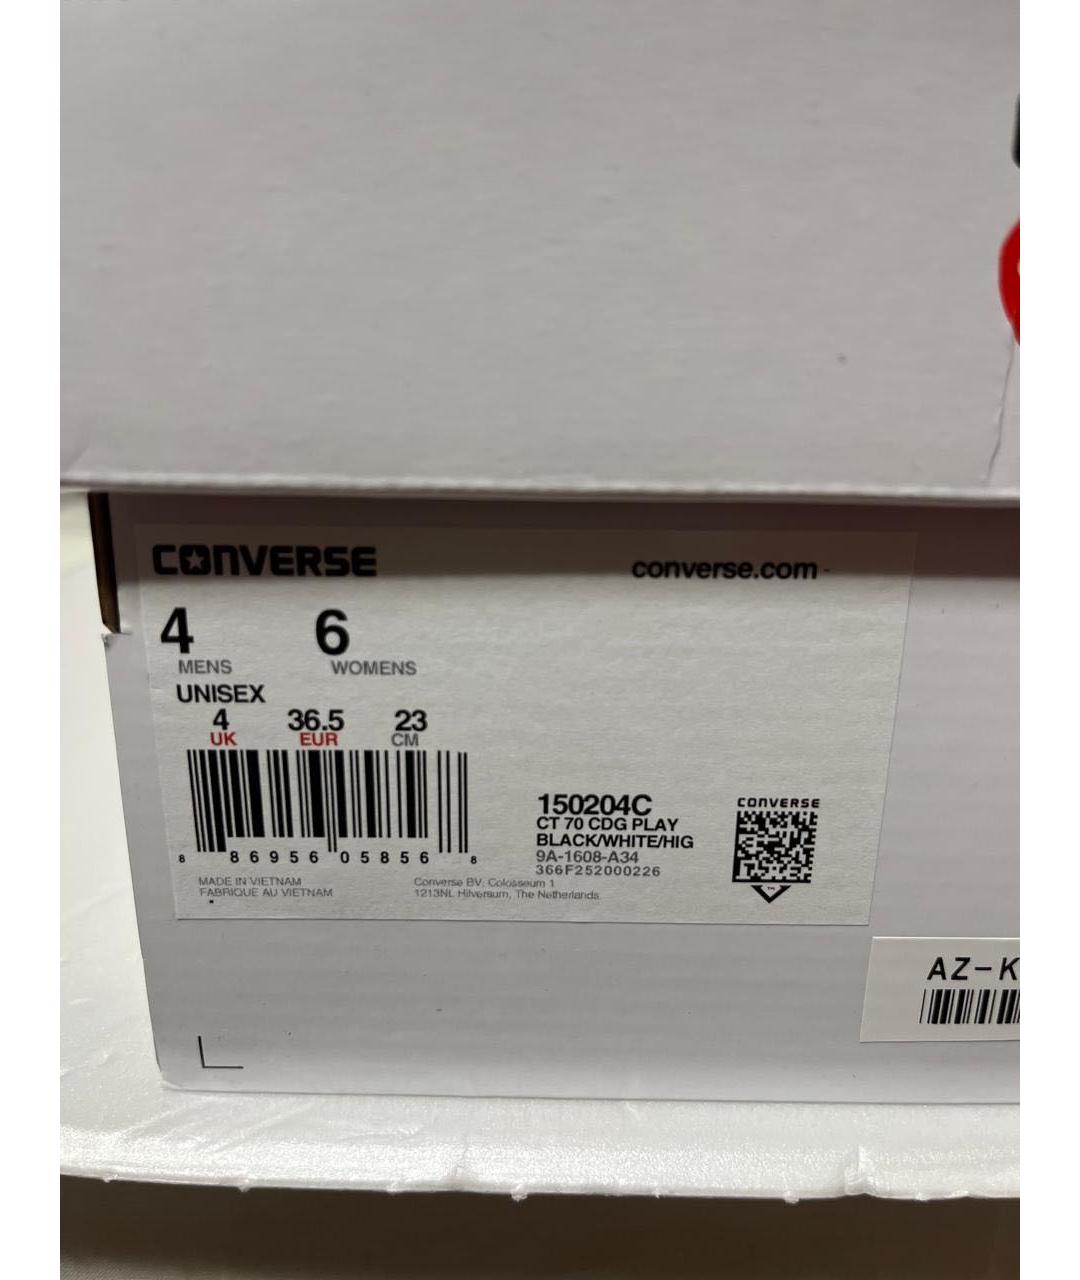 CONVERSE
converse.com
4 6
MENS WOMENS
UNISEX
4 36.5 23
UK EUR CM
8 86956 05856 8
150204C
CT 70 CDG PLAY
BLACK/WHITE/HIG
9A-1608-A34
366F252000226
CONVERSE
TM
MADE IN VIETNAM
FABRIQUE AU VIETNAM
Converse BV, Colosseum 1
1213NL Hilversum, The Netherlands
AZ-K